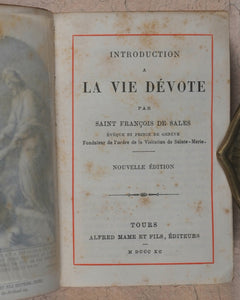 INTRODUCTION
A
LA VIE DÉVOTE
PAR
SAINT FRANÇOIS DE SALES
ÉVÊQUE ET PRINCE DE GENÈVE
Fondateur de l'ordre de la Visitation de Sainte-Marie.
NOUVELLE ÉDITION
TOURS
ALFRED MAME ET FILS, ÉDITEURS
M DCCC XC